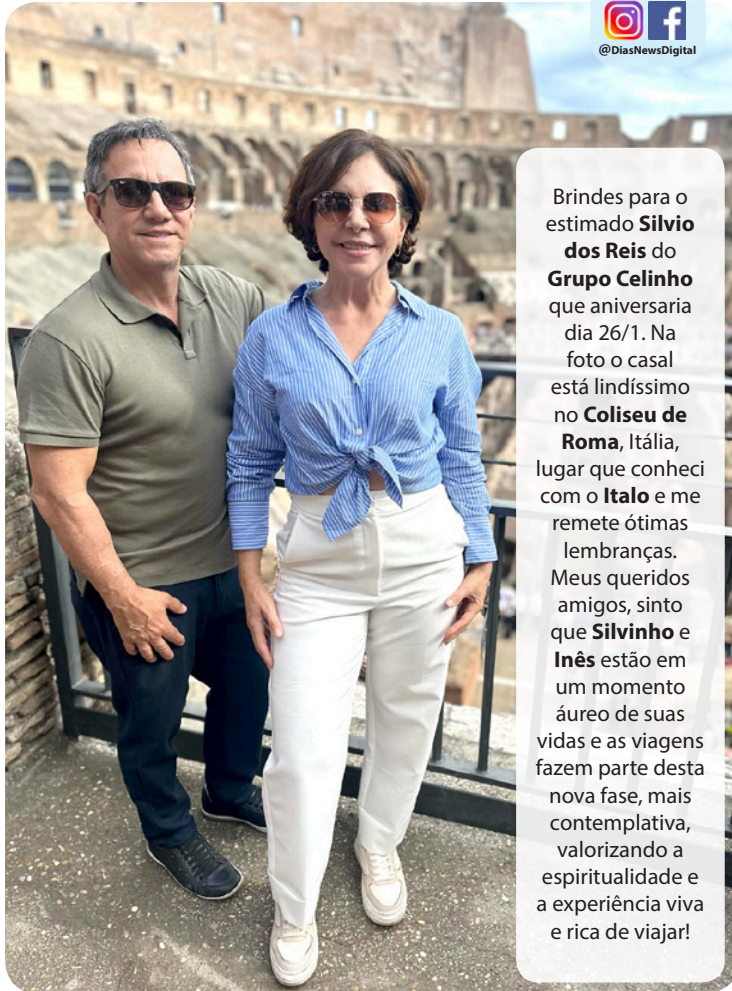 @DiasNewsDigital
Brindes para o
estimado Silvio
dos Reis do
Grupo Celinho
que aniversaria
dia 26/1. Na
foto o casal
está lindíssimo
no Coliseu de
Roma, Itália,
lugar que conheci
com o Italo e me
remete ótimas
lembranças.
Meus queridos
amigos, sinto
que Silvinho e
Inês estão em
um momento
áureo de suas
vidas e as viagens
fazem parte desta
nova fase, mais
contemplativa,
valorizando a
espiritualidade e
a experiência viva
e rica de viajar!